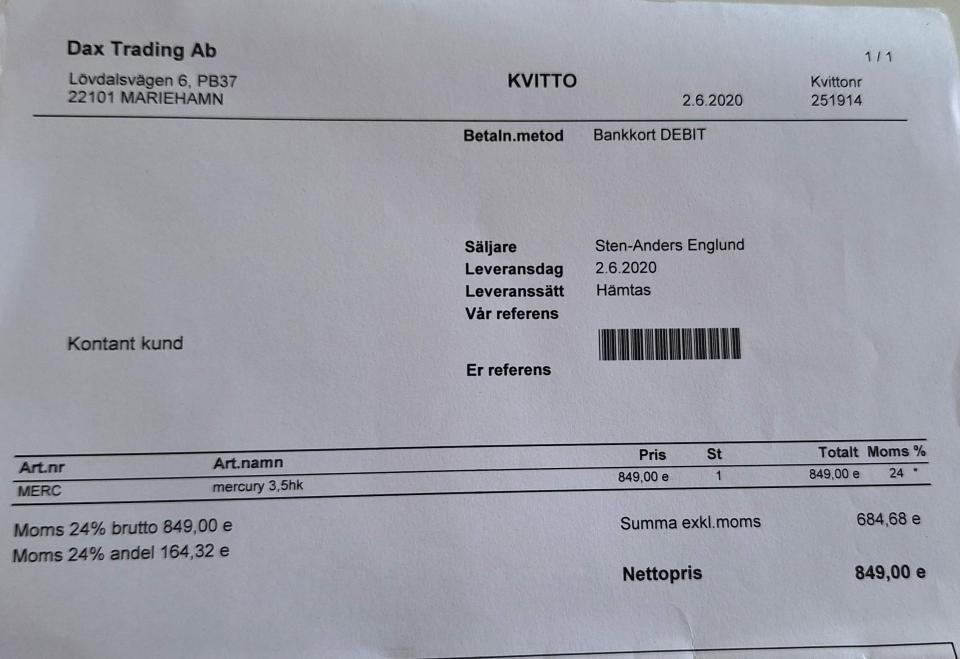 Dax Trading Ab
Lövdalsvägen 6, PB37
22101 MARIEHAMN
KVITTO
2.6.2020
1 / 1
Kvittonr
251914
Betaln.metod Bankkort DEBIT
Säljare Sten-Anders Englund
Leveransdag 2.6.2020
Leveranssätt Hämtas
Vår referens
Kontant kund
Er referens
Art.nr Art.namn Pris St Totalt Moms %
MERC mercury 3,5hk 849,00 e 1 849,00 e 24 *
Moms 24% brutto 849,00 e
Moms 24% andel 164,32 e
Summa exkl.moms 684,68 e
Nettopris 849,00 e